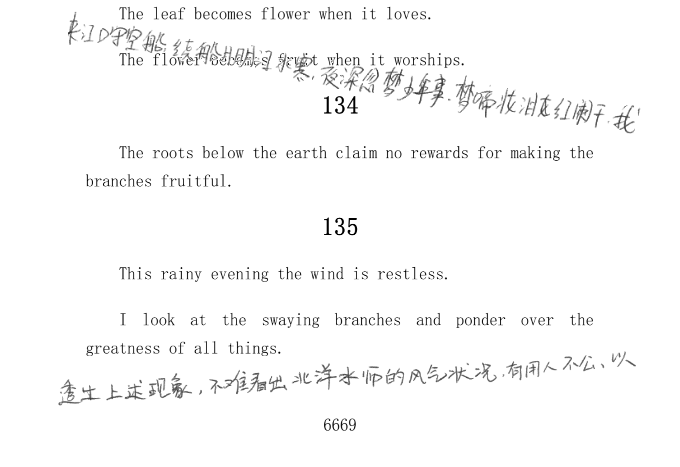 The leaf becomes flower when it loves.
来江口守空船,绕船月明江水寒,夜深忽梦少年事,梦啼妆泪红阑干,我
The flower becomes fruit when it worships.
134
The roots below the earth claim no rewards for making the
branches fruitful.
135
This rainy evening the wind is restless.
I look at the swaying branches and ponder over the
greatness of all things.
透过上述现象,不难看出北洋水师的风气状况,有用人不公、以
6669